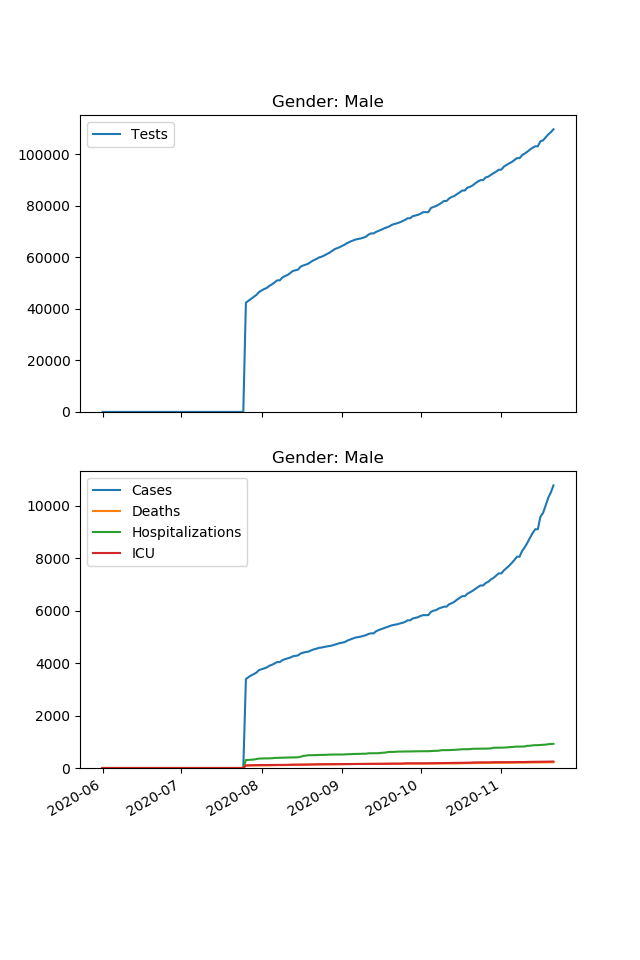 Gender: Male
Tests
100000
80000
60000
40000
20000
0
Gender: Male
Cases
Deaths
Hospitalizations
ICU
10000
8000
6000
4000
2000
0
2020-06 2020-07 2020-08 2020-09 2020-10 2020-11